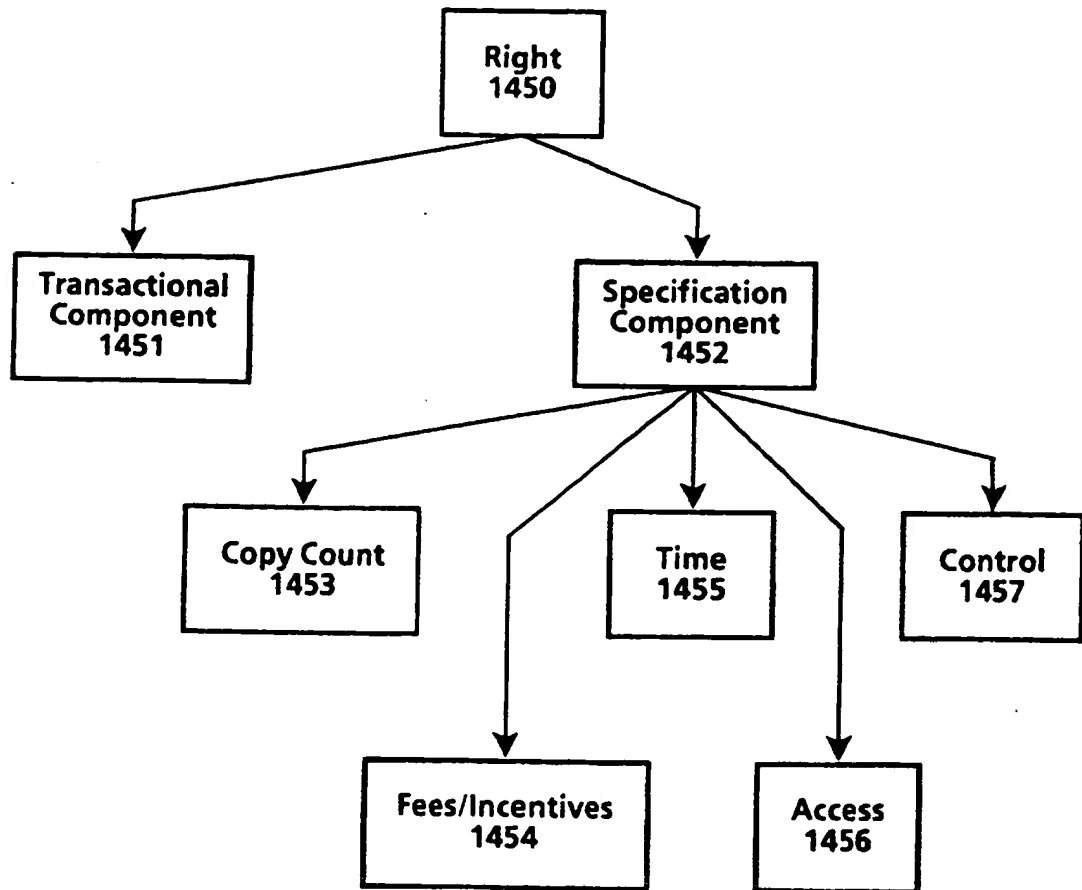 Right
1450
Transactional
Component
1451
Specification
Component
1452
Copy Count
1453
Time
1455
Control
1457
Fees/Incentives
1454
Access
1456